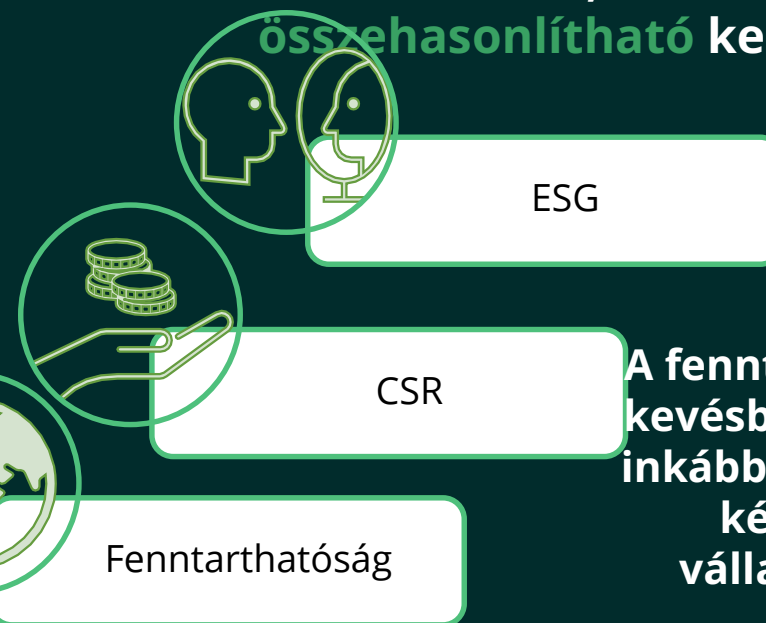 összehasonlítható ke
ESG
CSR
A fennt
kevésb
inkább
ké
válla
Fenntarthatóság